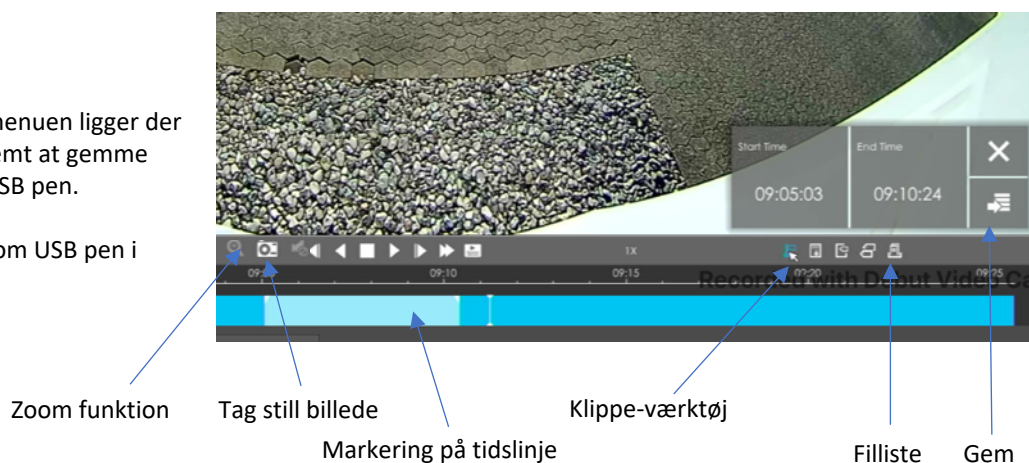 nenuen ligger der
emt at gemme
SB pen.
om USB pen i
Start Time
End Time
09:05:03
09:10:24
1X
09:10
09:15
09:20
09:25
Recorded with Debut Video Ca
Zoom funktion
Tag still billede
Klippe-værktøj
Markering på tidslinje
Filliste
Gem